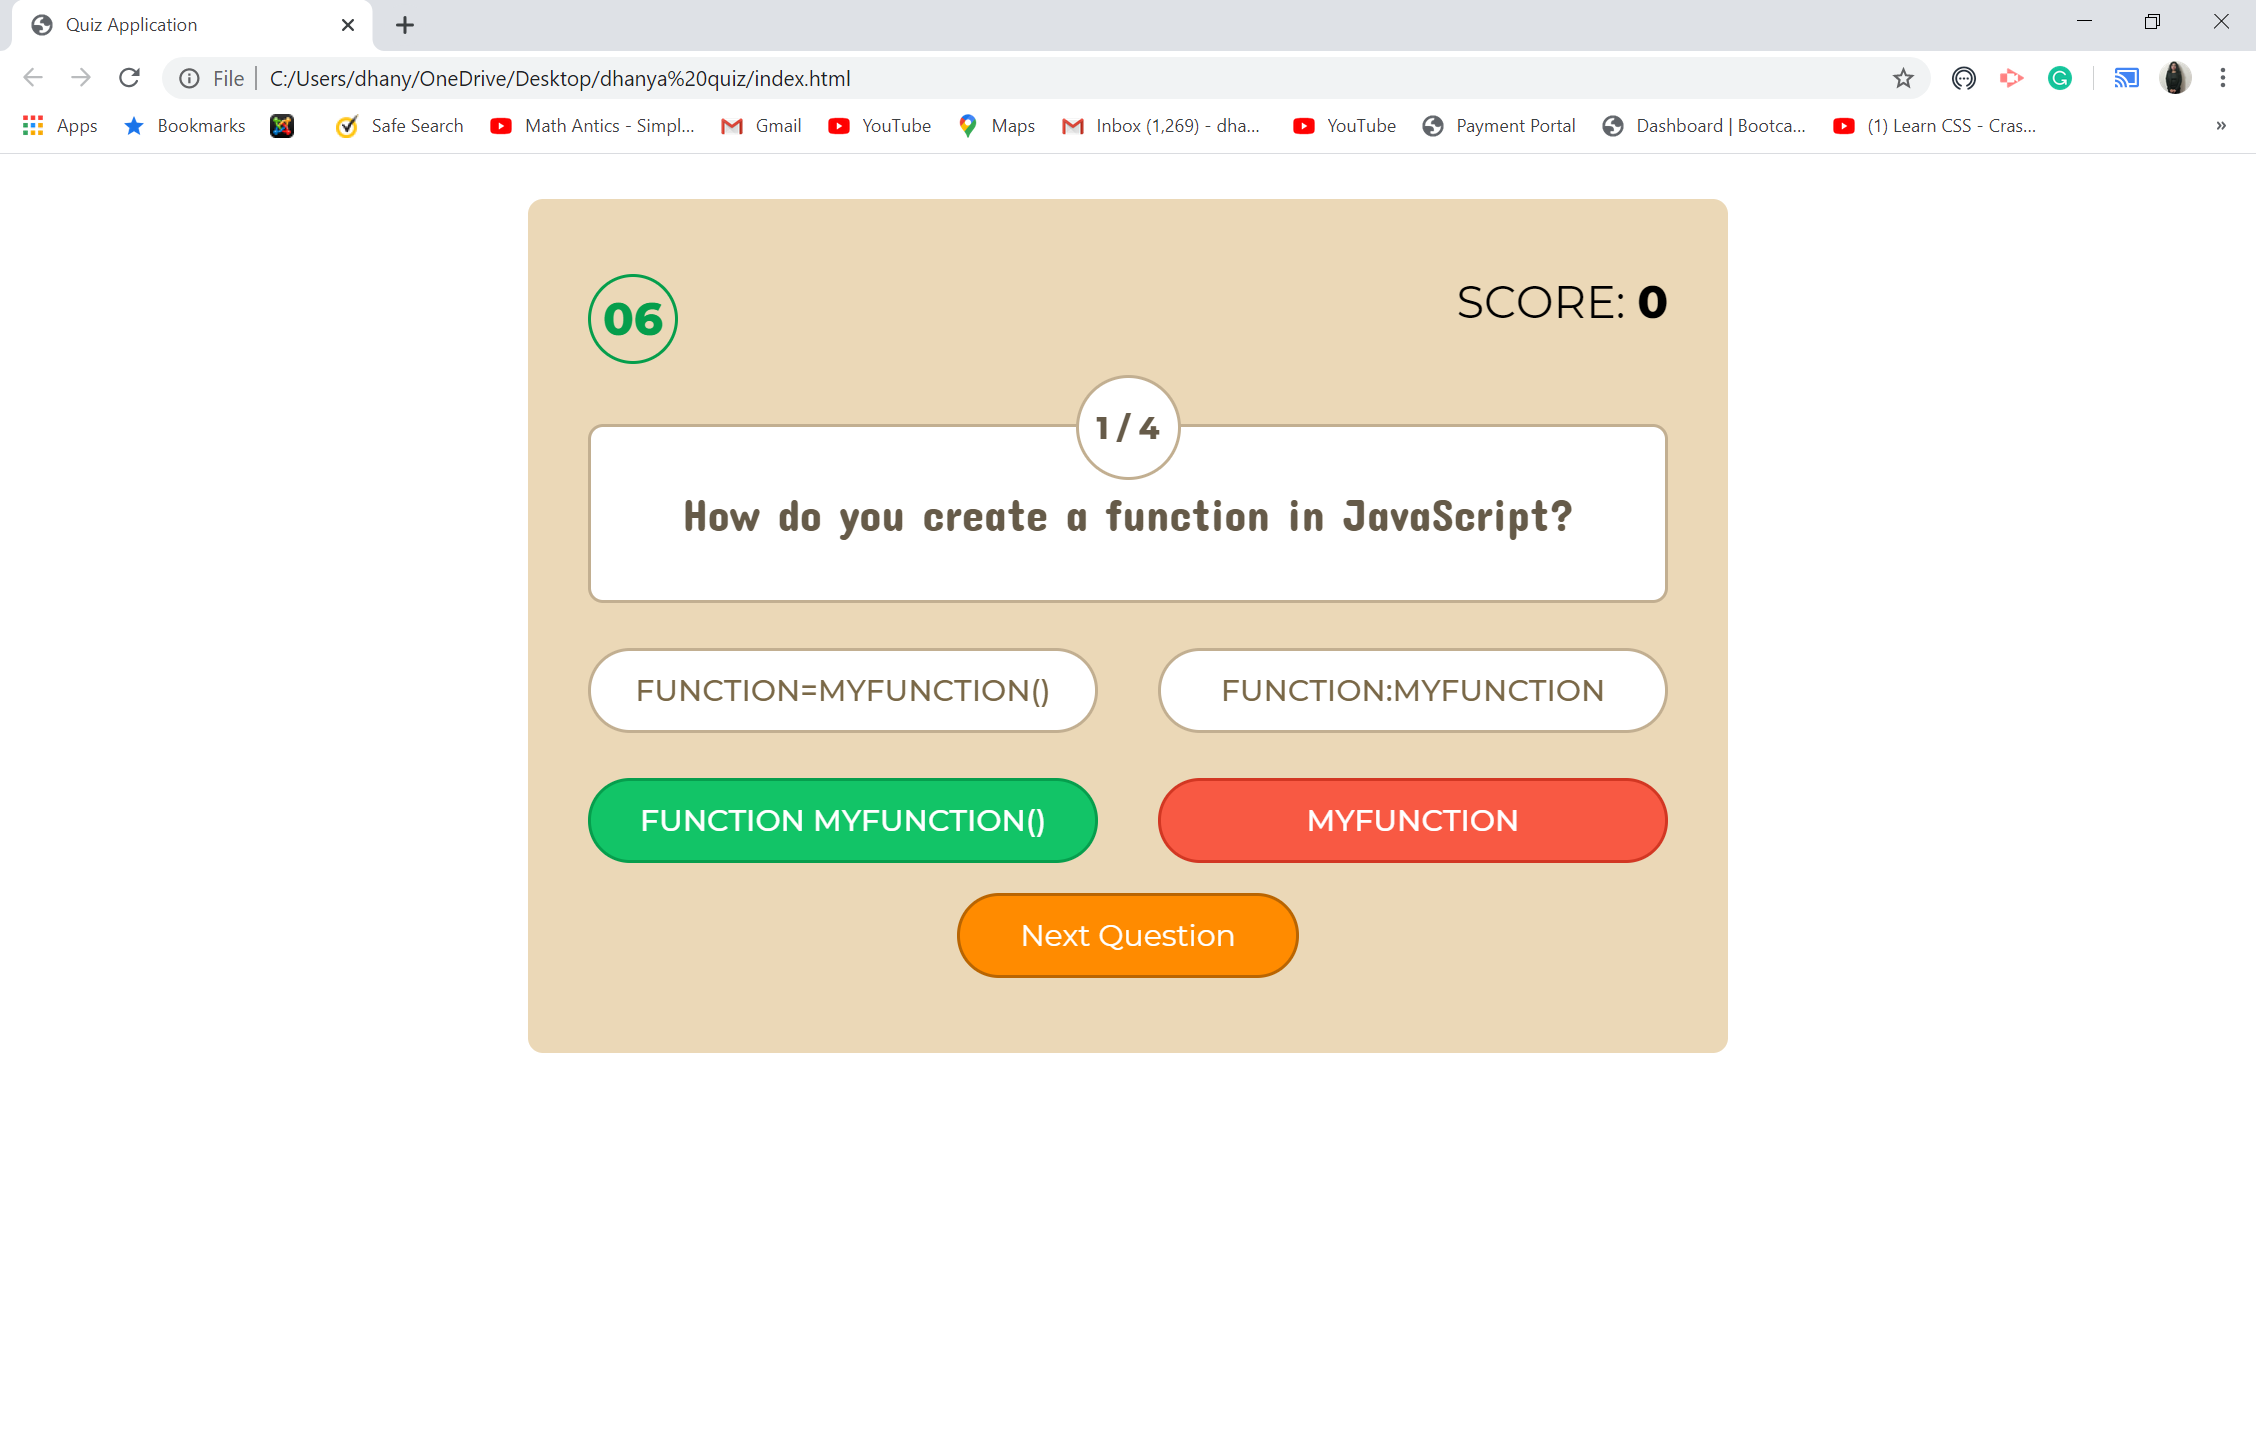 Quiz Application
File C:/Users/dhany/OneDrive/Desktop/dhanya%20quiz/index.html
Apps Bookmarks Safe Search Math Antics - Simpl... Gmail YouTube Maps Inbox (1,269) - dha... YouTube Payment Portal Dashboard | Bootca... (1) Learn CSS - Cras... »
06
SCORE: 0
1 / 4
How do you create a function in JavaScript?
FUNCTION=MYFUNCTION() FUNCTION:MYFUNCTION
FUNCTION MYFUNCTION() MYFUNCTION
Next Question